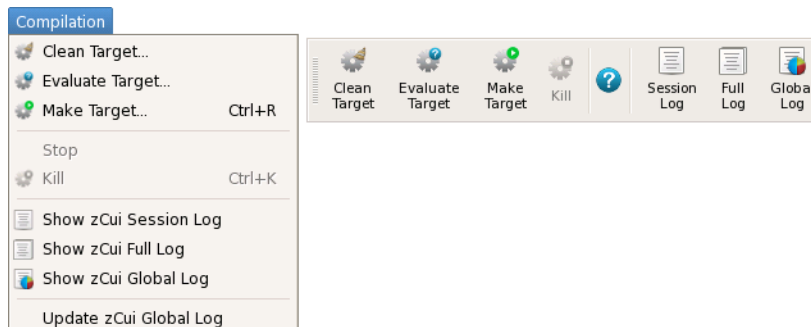 Compilation
Clean Target...
Evaluate Target...
Make Target... Ctrl+R
Stop
Kill Ctrl+K
Show zCui Session Log
Show zCui Full Log
Show zCui Global Log
Update zCui Global Log
Clean Evaluate Make Kill ? Session Full Global
Target Target Target Log Log Log